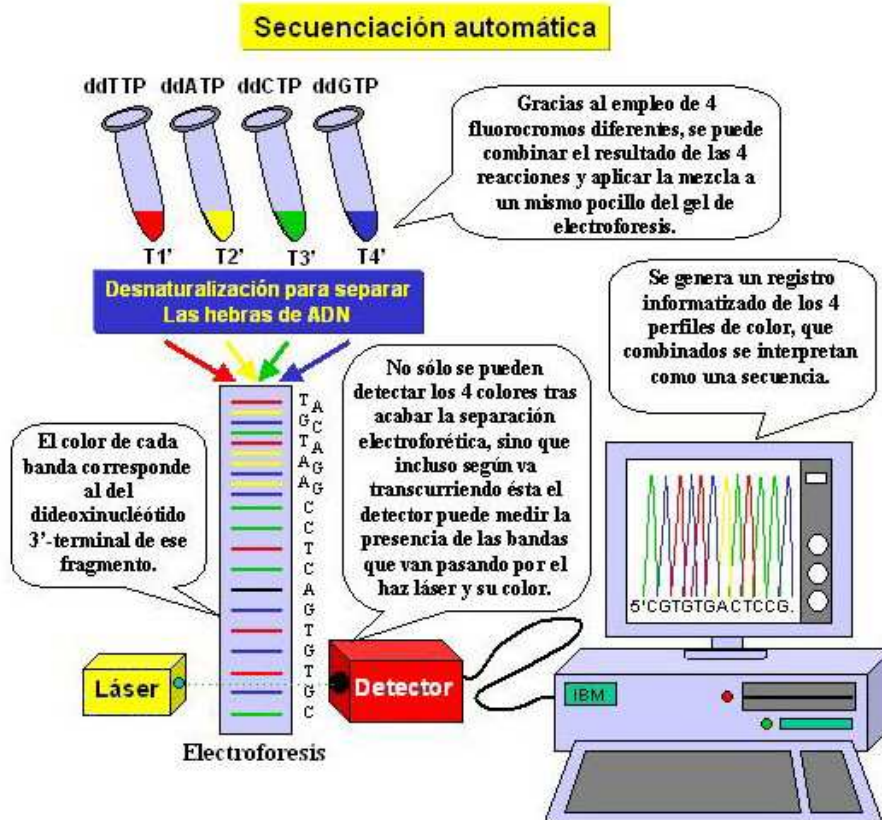 Secuenciación automática
ddTTP ddATP ddCTP ddGTP
Gracias al empleo de 4
fluorocromos diferentes, se puede
combinar el resultado de las 4
reacciones y aplicar la mezcla a
un mismo pocillo del gel de
electroforesis.
T1' T2' T3' T4'
Desnaturalización para separar
Las hebras de ADN
Se genera un registro
informatizado de los 4
perfiles de color, que
combinados se interpretan
como una secuencia.
No sólo se pueden
detectar los 4 colores tras
acabar la separación
electroforética, sino que
incluso según va
transcurriendo ésta el
detector puede medir la
presencia de las bandas
que van pasando por el
haz láser y su color.
El color de cada
banda corresponde
al del
dideoxinucléótido
3'-terminal de ese
fragmento.
T
A
G
C
T
A
A
G
A
G
C
C
T
C
A
G
T
G
T
G
C
5'CGTGTGACTCCG.
Láser
Detector
IBM
Electroforesis